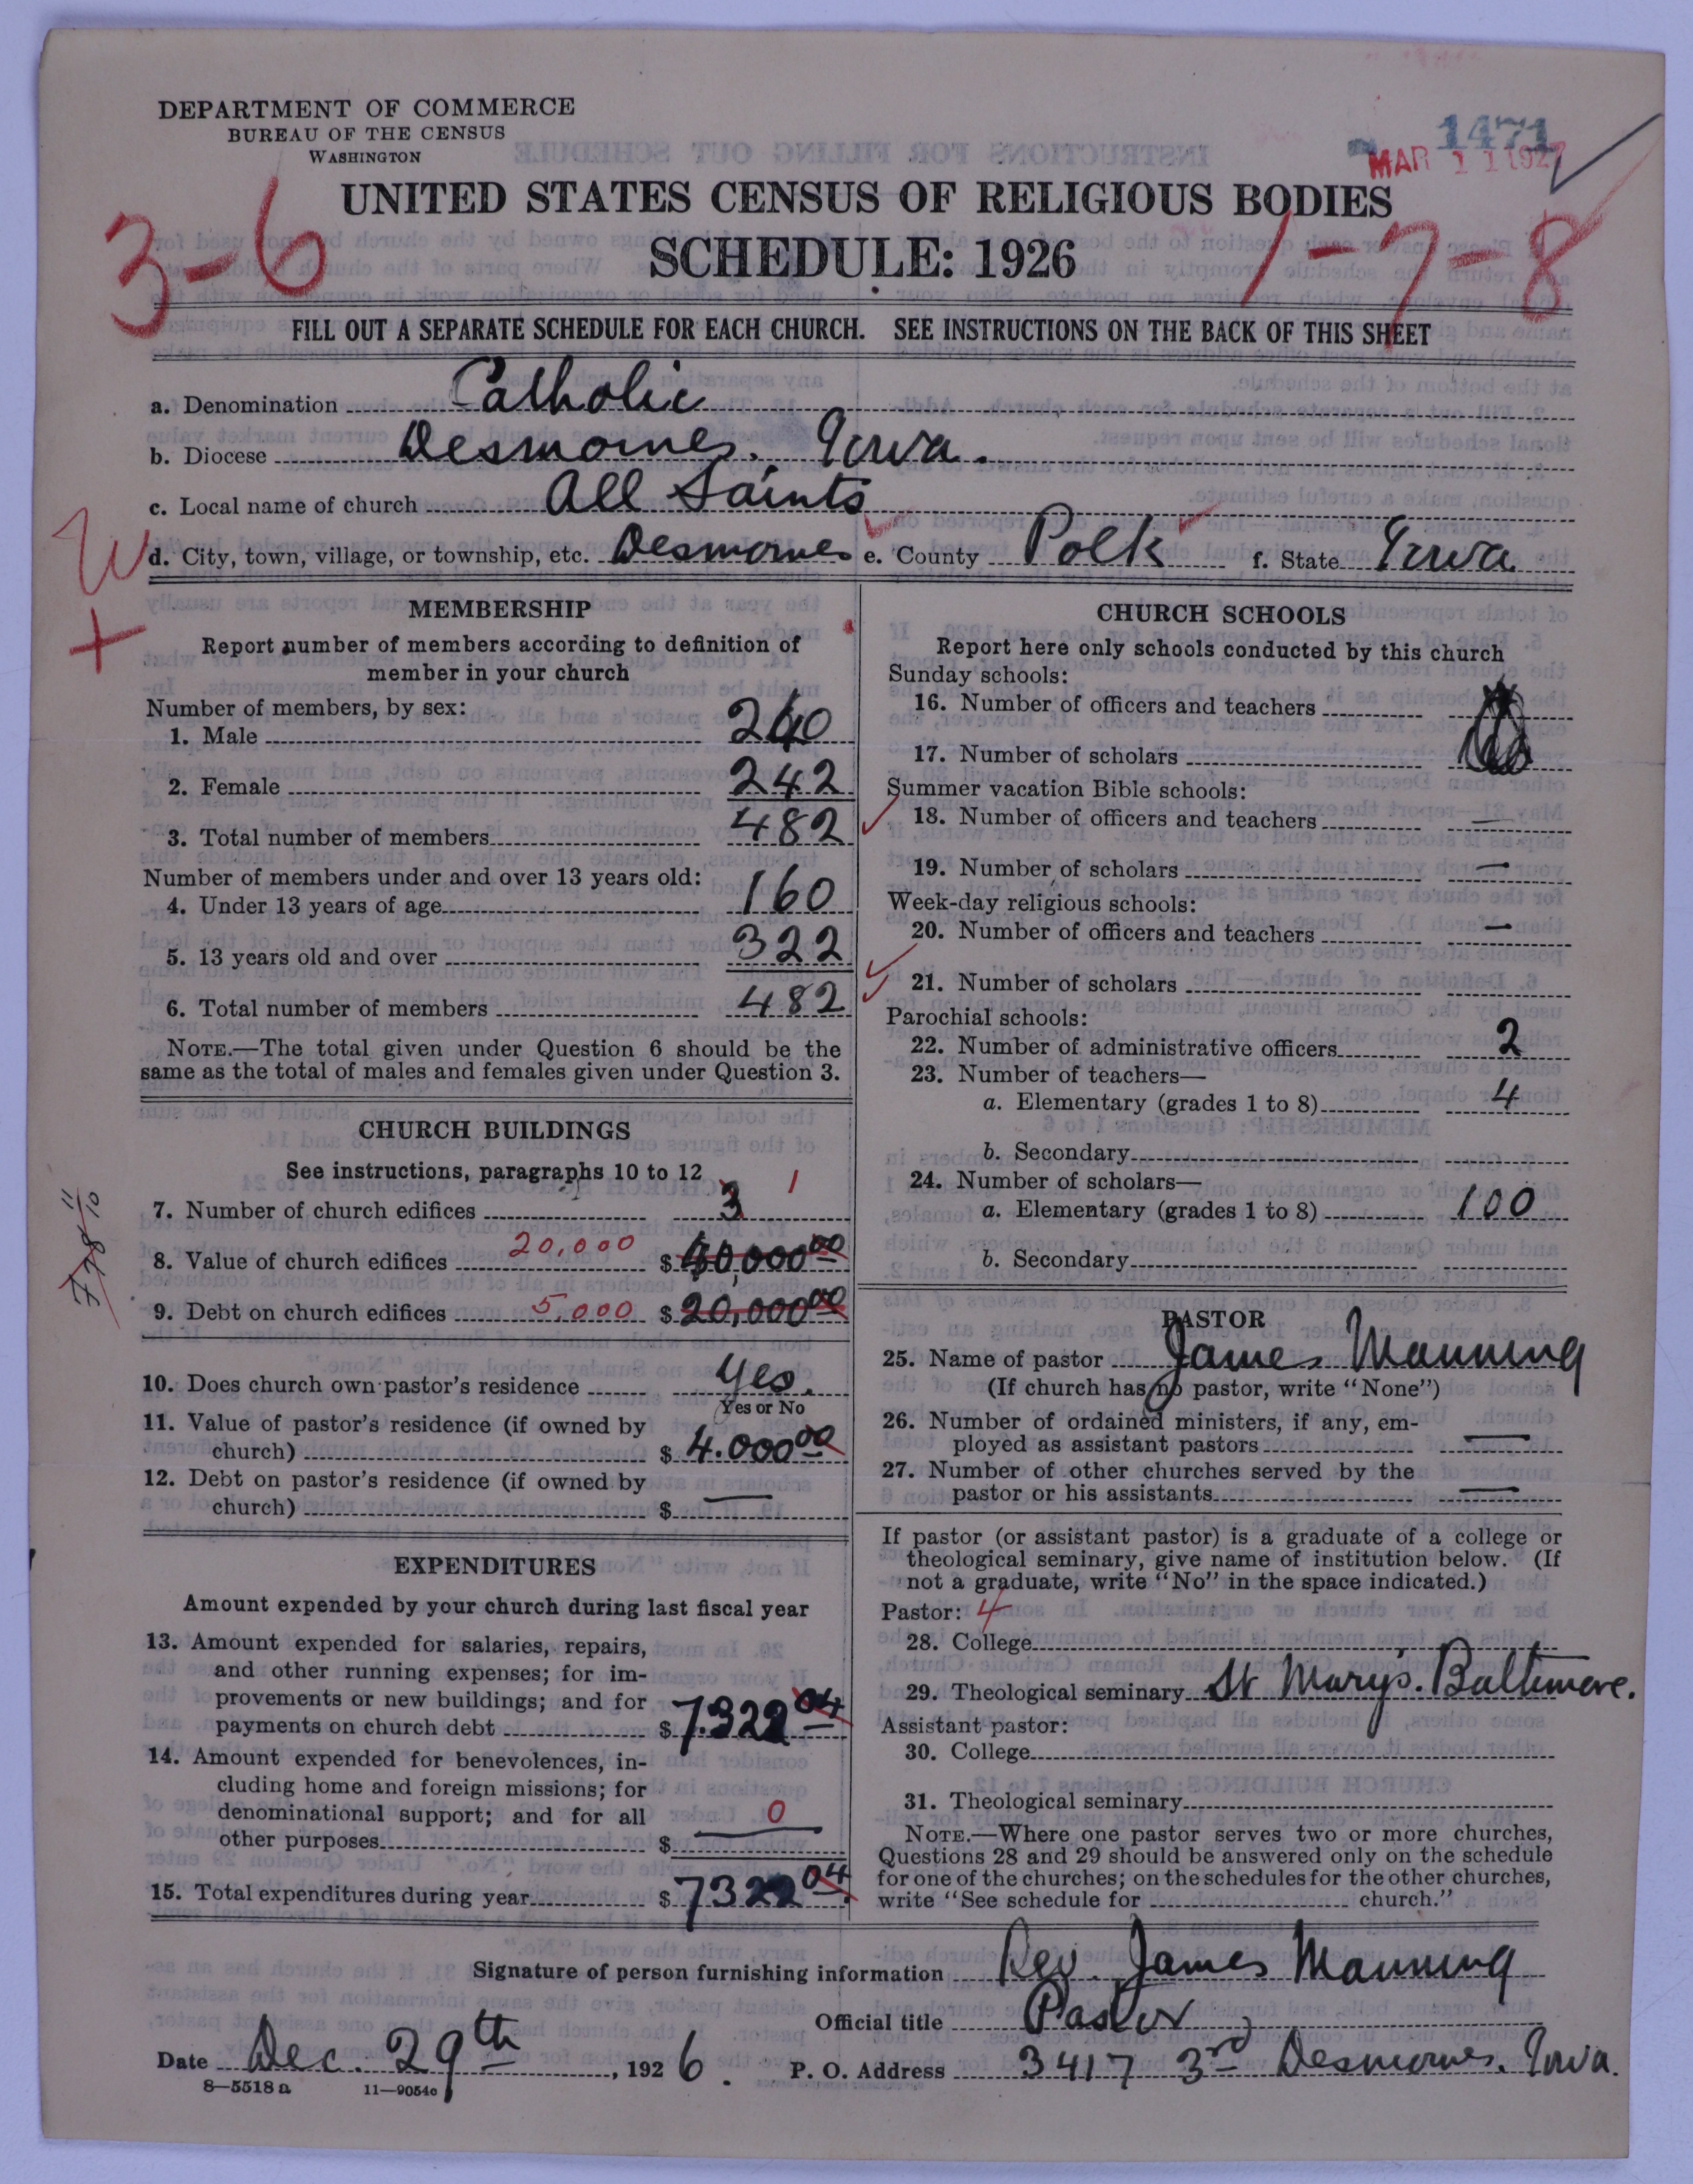 DEPARTMENT OF COMMERCE
BUREAU OF THE CENSUS
WASHINGTON
1471
MAR 11 1927
UNITED STATES CENSUS OF RELIGIOUS BODIES
SCHEDULE: 1926
3-6
1-7-8
FILL OUT A SEPARATE SCHEDULE FOR EACH CHURCH. SEE INSTRUCTIONS ON THE BACK OF THIS SHEET
a. Denomination Catholic
b. Diocese Desmoines, Iowa.
c. Local name of church All Saints
d. City, town, village, or township, etc. Desmoines e. County Polk f. State Iowa
W
+
MEMBERSHIP
Report number of members according to definition of
member in your church
Number of members, by sex:
1. Male 240
2. Female 242
3. Total number of members 482
Number of members under and over 13 years old:
4. Under 13 years of age 160
5. 13 years old and over 322
6. Total number of members 482
NOTE.—The total given under Question 6 should be the
same as the total of males and females given under Question 3.
CHURCH BUILDINGS
See instructions, paragraphs 10 to 12
7. Number of church edifices 3 1
8. Value of church edifices 20,000 $ 40,000 00
9. Debt on church edifices 5,000 $ 20,000 00
10. Does church own pastor's residence Yes.
Yes or No
11. Value of pastor's residence (if owned by
church) $ 4.000 00
12. Debt on pastor's residence (if owned by
church) $ —
EXPENDITURES
Amount expended by your church during last fiscal year
13. Amount expended for salaries, repairs,
and other running expenses; for im-
provements or new buildings; and for
payments on church debt $ 7.322 04
14. Amount expended for benevolences, in-
cluding home and foreign missions; for
denominational support; and for all
other purposes $ 0
15. Total expenditures during year $ 7322 04
CHURCH SCHOOLS
Report here only schools conducted by this church
Sunday schools:
16. Number of officers and teachers
17. Number of scholars
Summer vacation Bible schools:
18. Number of officers and teachers —
19. Number of scholars —
Week-day religious schools:
20. Number of officers and teachers —
21. Number of scholars
Parochial schools:
22. Number of administrative officers 2
23. Number of teachers—
a. Elementary (grades 1 to 8) 4
b. Secondary
24. Number of scholars—
a. Elementary (grades 1 to 8) 100
b. Secondary
PASTOR
25. Name of pastor James Manning
(If church has no pastor, write "None")
26. Number of ordained ministers, if any, em-
ployed as assistant pastors —
27. Number of other churches served by the
pastor or his assistants —
If pastor (or assistant pastor) is a graduate of a college or
theological seminary, give name of institution below. (If
not a graduate, write "No" in the space indicated.)
Pastor: 4
28. College
29. Theological seminary St Mary's. Baltimore.
Assistant pastor:
30. College
31. Theological seminary
NOTE.—Where one pastor serves two or more churches,
Questions 28 and 29 should be answered only on the schedule
for one of the churches; on the schedules for the other churches,
write "See schedule for church."
Signature of person furnishing information Rev. James Manning
Official title Pastor
Date Dec. 29th, 1926. P. O. Address 3417 3rd Desmoines. Iowa.
8-5518a 11-9054c